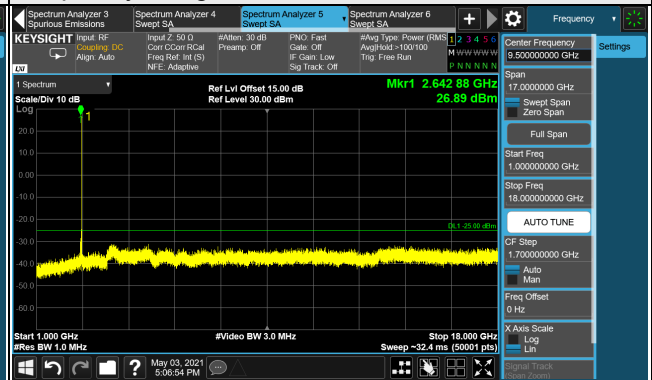 Spectrum Analyzer 3
Spurious Emissions
Spectrum Analyzer 4
Swept SA
Spectrum Analyzer 5
Swept SA
Spectrum Analyzer 6
Swept SA
+
Frequency
KEYSIGHT
LXI
Input: RF
Coupling: DC
Align: Auto
Input Z: 50 Ω
Corr CCorr RCal
Freq Ref: Int (S)
NFE: Adaptive
#Atten: 30 dB
Preamp: Off
PNO: Fast
Gate: Off
IF Gain: Low
Sig Track: Off
#Avg Type: Power (RMS
Avg|Hold:>100/100
Trig: Free Run
1 2 3 4 5 6
M W W W W W
P N N N N N
Center Frequency
9.500000000 GHz
Settings
Span
17.0000000 GHz
Swept Span
Zero Span
Full Span
Start Freq
1.000000000 GHz
Stop Freq
18.000000000 GHz
AUTO TUNE
CF Step
1.700000000 GHz
Auto
Man
Freq Offset
0 Hz
X Axis Scale
Log
Lin
Signal Track
(Span Zoom)
1 Spectrum
Scale/Div 10 dB
Log
Ref Lvl Offset 15.00 dB
Ref Level 30.00 dBm
Mkr1 2.642 88 GHz
26.89 dBm
1
20.0
10.0
0.00
-10.0
-20.0
DL1 -25.00 dBm
-30.0
-40.0
-50.0
-60.0
Start 1.000 GHz
#Res BW 1.0 MHz
#Video BW 3.0 MHz
Stop 18.000 GHz
Sweep ~32.4 ms (50001 pts)
?
May 03, 2021
5:06:54 PM